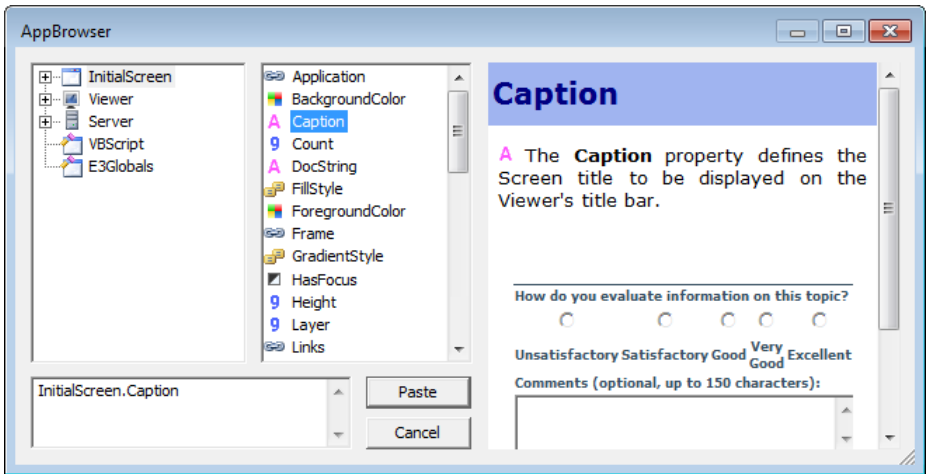 AppBrowser
InitialScreen
Viewer
Server
VBScript
E3Globals
Application
BackgroundColor
A Caption
9 Count
A DocString
FillStyle
ForegroundColor
Frame
GradientStyle
HasFocus
9 Height
9 Layer
Links
Caption
A The Caption property defines the
Screen title to be displayed on the
Viewer's title bar.
How do you evaluate information on this topic?
Unsatisfactory Satisfactory Good Very Good Excellent
Comments (optional, up to 150 characters):
InitialScreen.Caption
Paste
Cancel